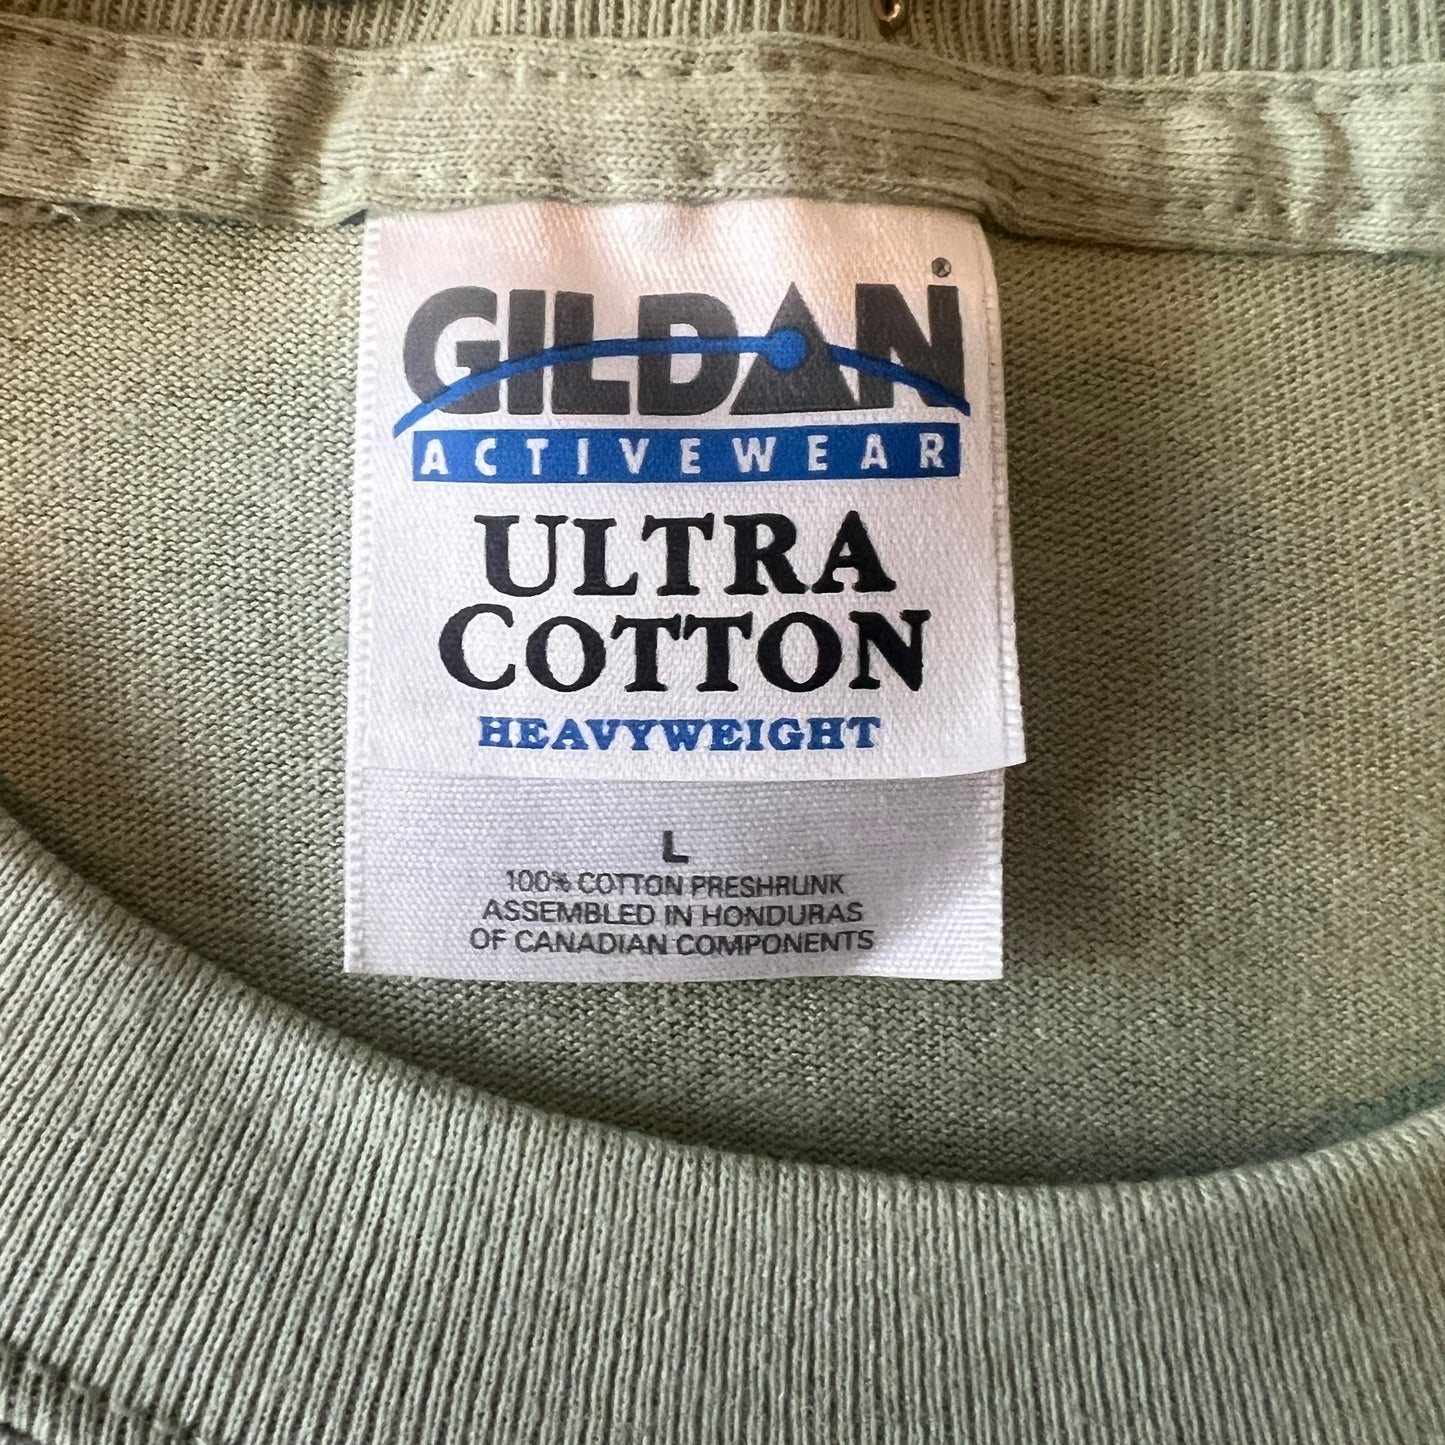 GILDAN®
ACTIVEWEAR
ULTRA
COTTON
HEAVYWEIGHT
L
100% COTTON PRESHRUNK
ASSEMBLED IN HONDURAS
OF CANADIAN COMPONENTS